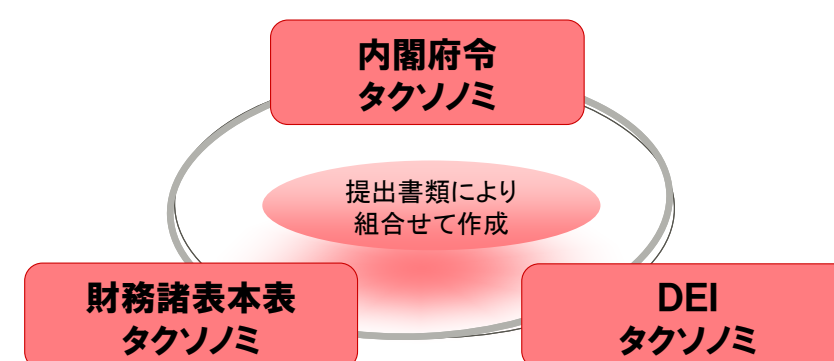 内閣府令
タクソノミ
提出書類により
組合せて作成
財務諸表本表
タクソノミ
DEI
タクソノミ